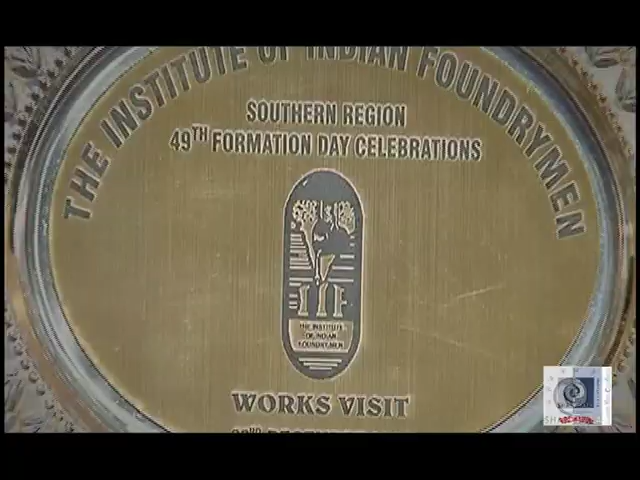 THE INSTITUTE OF INDIAN FOUNDRYMEN
SOUTHERN REGION
49TH FORMATION DAY CELEBRATIONS
IIF
THE INSTITUTE
OF INDIAN
FOUNDRYMEN
WORKS VISIT